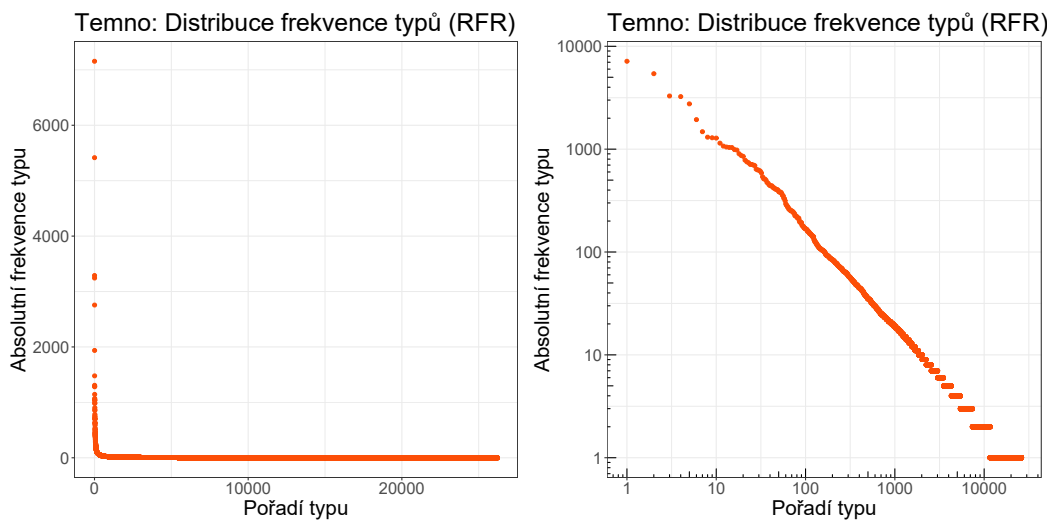 Temno: Distribuce frekvence typů (RFR)
Absolutní frekvence typu
6000
4000
2000
0
0
10000
20000
Pořadí typu
Temno: Distribuce frekvence typů (RFR)
Absolutní frekvence typu
10000
1000
100
10
1
1
10
100
1000
10000
Pořadí typu